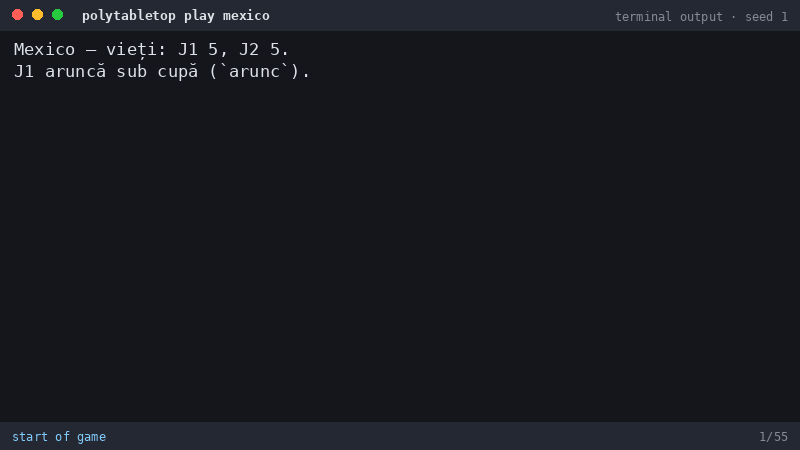 polytabletop play mexico
terminal output · seed 1
Mexico — vieți: J1 5, J2 5.
J1 aruncă sub cupă (`arunc`).
start of game
1/55